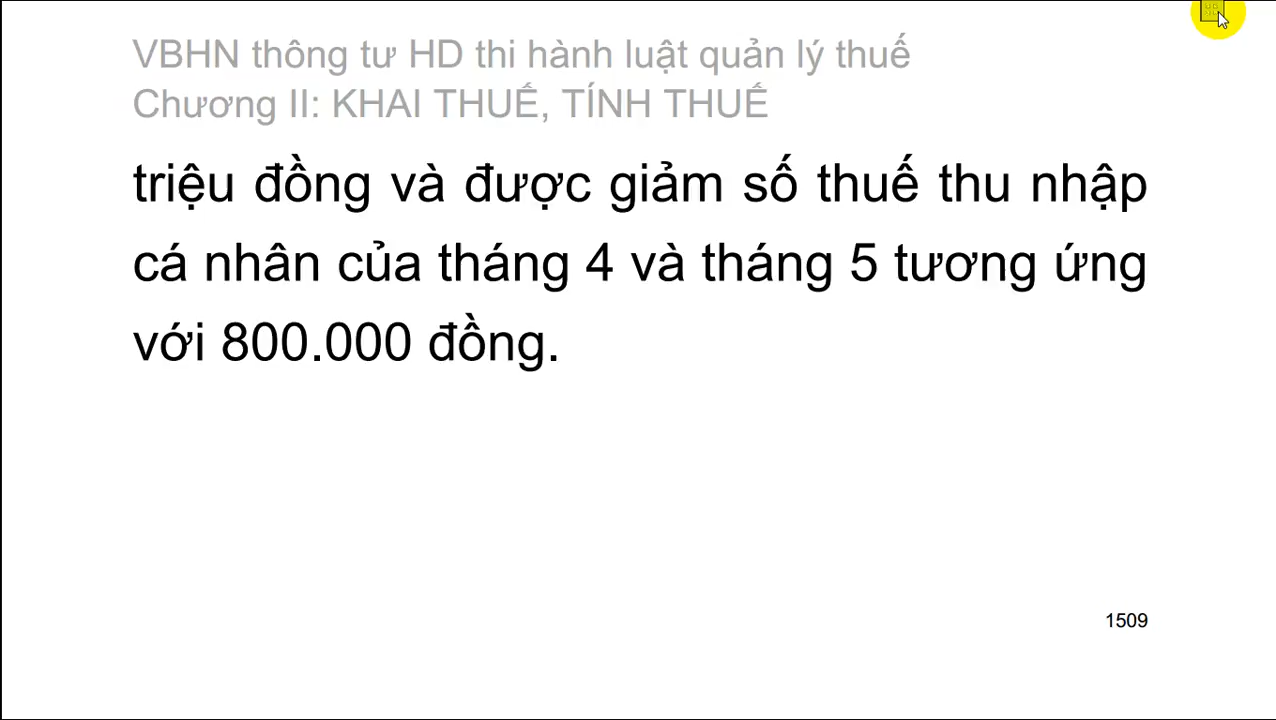 VBHN thông tư HD thi hành luật quản lý thuế
Chương II: KHAI THUẾ, TÍNH THUẾ
triệu đồng và được giảm số thuế thu nhập
cá nhân của tháng 4 và tháng 5 tương ứng
với 800.000 đồng.
1509